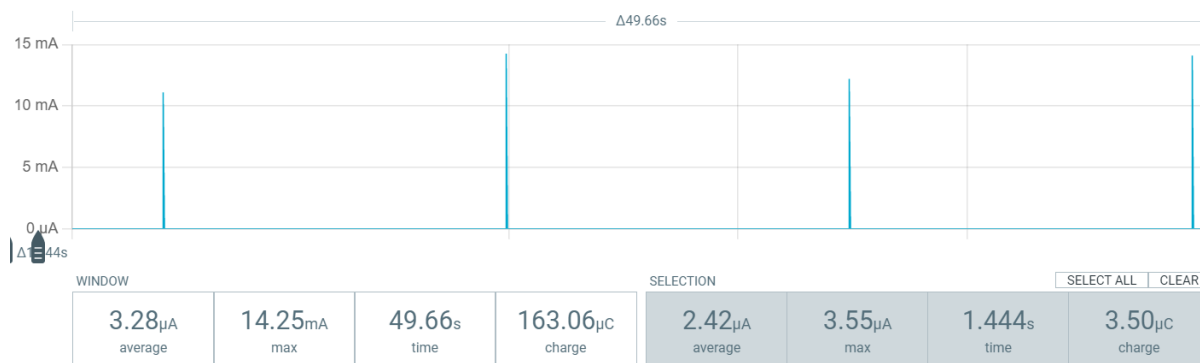 Δ49.66s
15 mA
10 mA
5 mA
0 µA
WINDOW
SELECTION
SELECT ALL
CLEAR
3.28µA
14.25mA
49.66s
163.06µC
2.42µA
3.55µA
1.444s
3.50µC
average
max
time
charge
average
max
time
charge